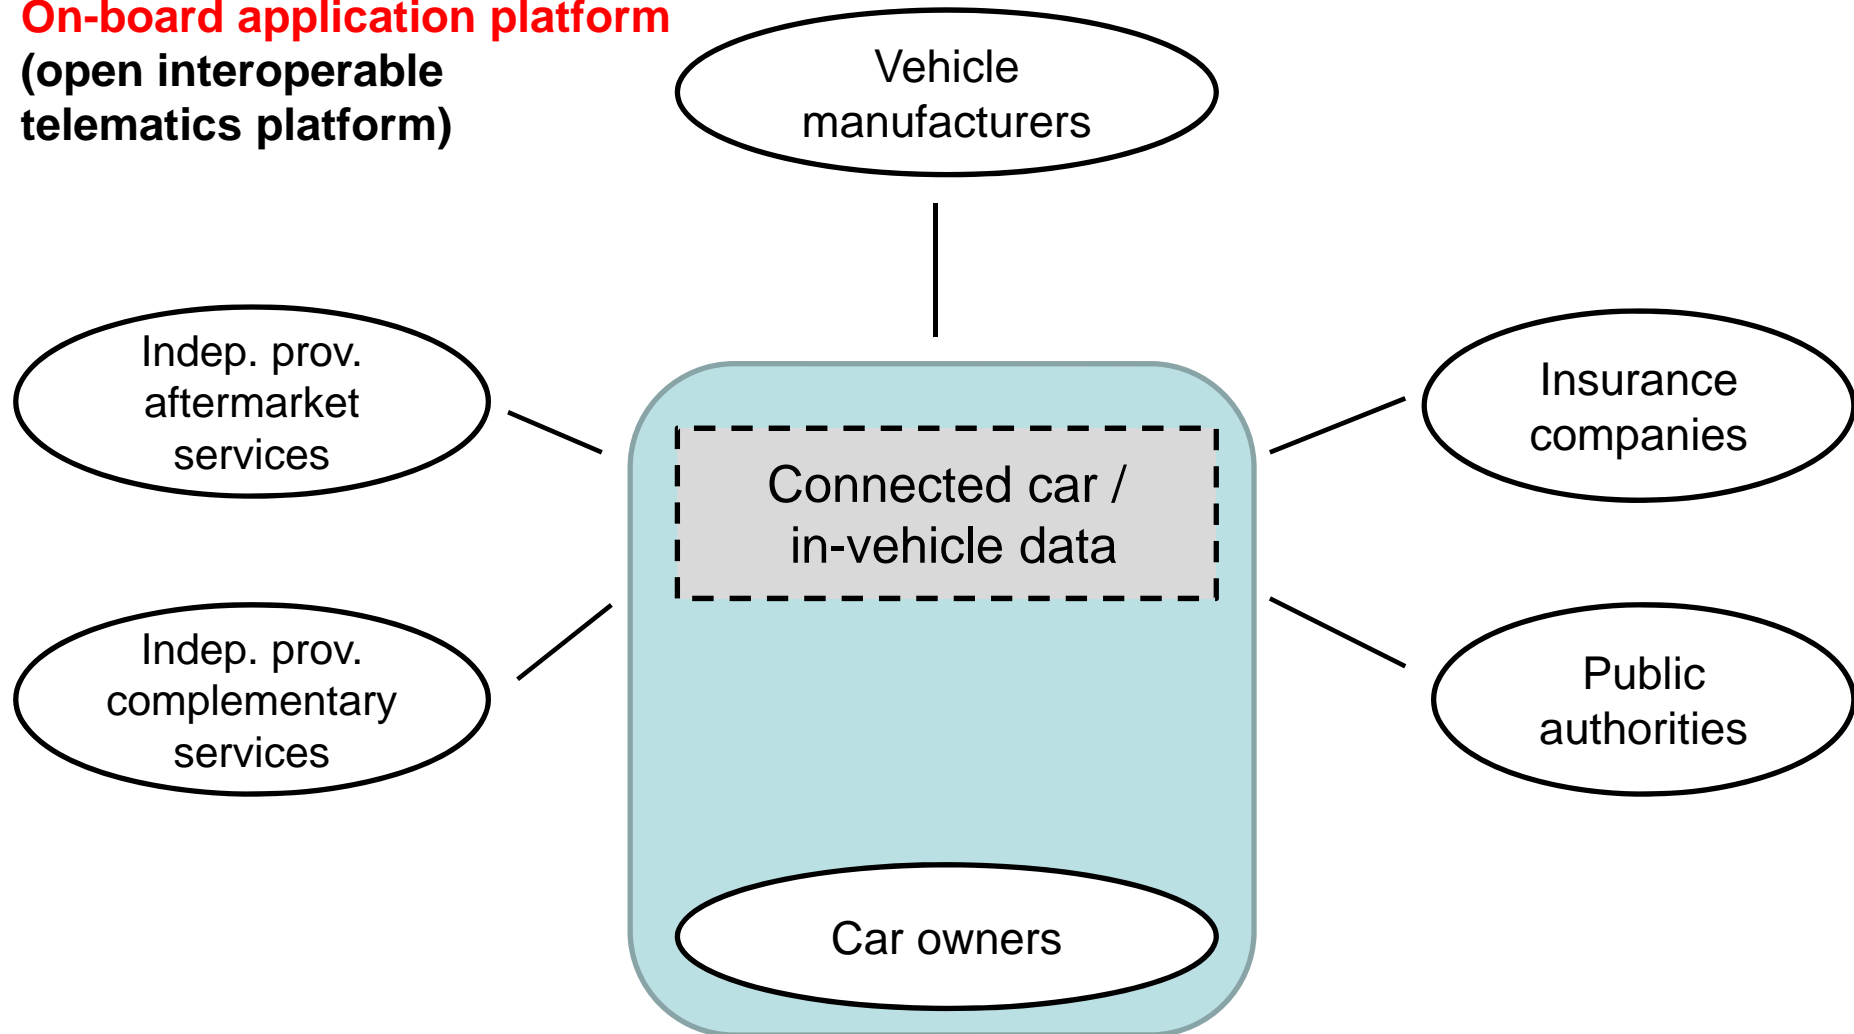 On-board application platform
(open interoperable
telematics platform)
Vehicle
manufacturers
Indep. prov.
aftermarket
services
Insurance
companies
Connected car /
in-vehicle data
Indep. prov.
complementary
services
Public
authorities
Car owners